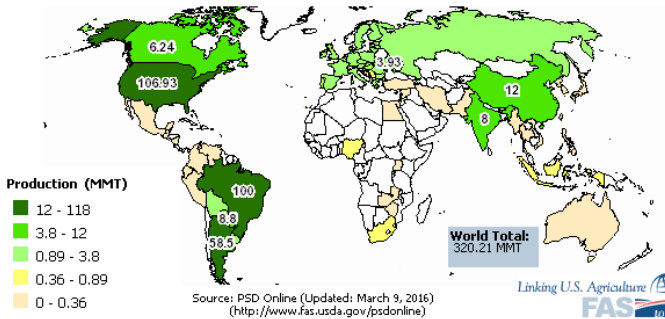 6.24
106.93
3.93
12
8
100
8.8
58.5
Production (MMT)
12 - 118
3.8 - 12
0.89 - 3.8
0.36 - 0.89
0 - 0.36
World Total:
320.21 MMT
Source: PSD Online (Updated: March 9, 2016)
(http://www.fas.usda.gov/psdonline)
Linking U.S. Agriculture
FAS
to